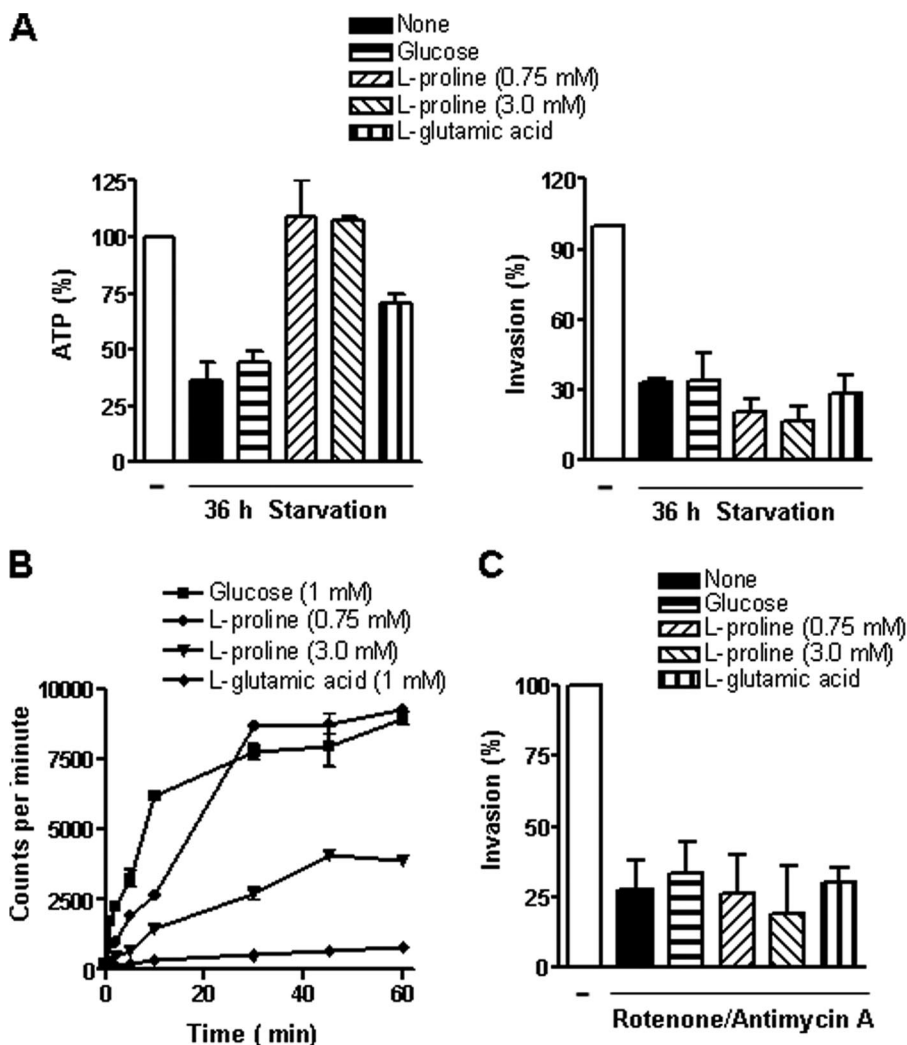 A
None
Glucose
L-proline (0.75 mM)
L-proline (3.0 mM)
L-glutamic acid
ATP (%)
125
100
75
50
25
0
–
36 h Starvation
Invasion (%)
120
90
60
30
0
–
36 h Starvation
B
Glucose (1 mM)
L-proline (0.75 mM)
L-proline (3.0 mM)
L-glutamic acid (1 mM)
Counts per minute
10000
7500
5000
2500
0
0 20 40 60
Time ( min)
C
None
Glucose
L-proline (0.75 mM)
L-proline (3.0 mM)
L-glutamic acid
Invasion (%)
100
50
25
0
–
Rotenone/Antimycin A